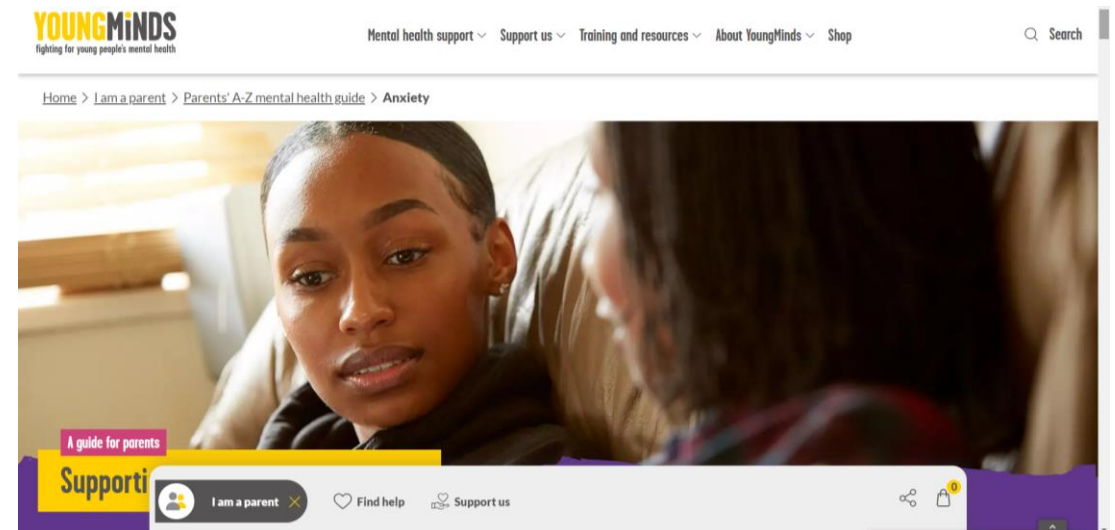 YOUNGMiNDS
fighting for young people's mental health
Mental health support
Support us
Training and resources
About YoungMinds
Shop
Search
Home > I am a parent > Parents' A-Z mental health guide > Anxiety
A guide for parents
Supporti
I am a parent
Find help
Support us
0